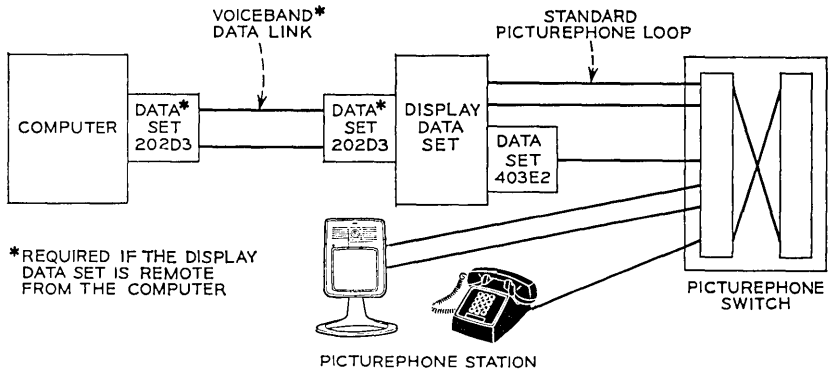 VOICEBAND*
DATA LINK
STANDARD
PICTUREPHONE LOOP
COMPUTER
DATA*
SET
202D3
DATA*
SET
202D3
DISPLAY
DATA
SET
DATA
SET
403E2
*REQUIRED IF THE DISPLAY
DATA SET IS REMOTE
FROM THE COMPUTER
PICTUREPHONE
SWITCH
PICTUREPHONE STATION